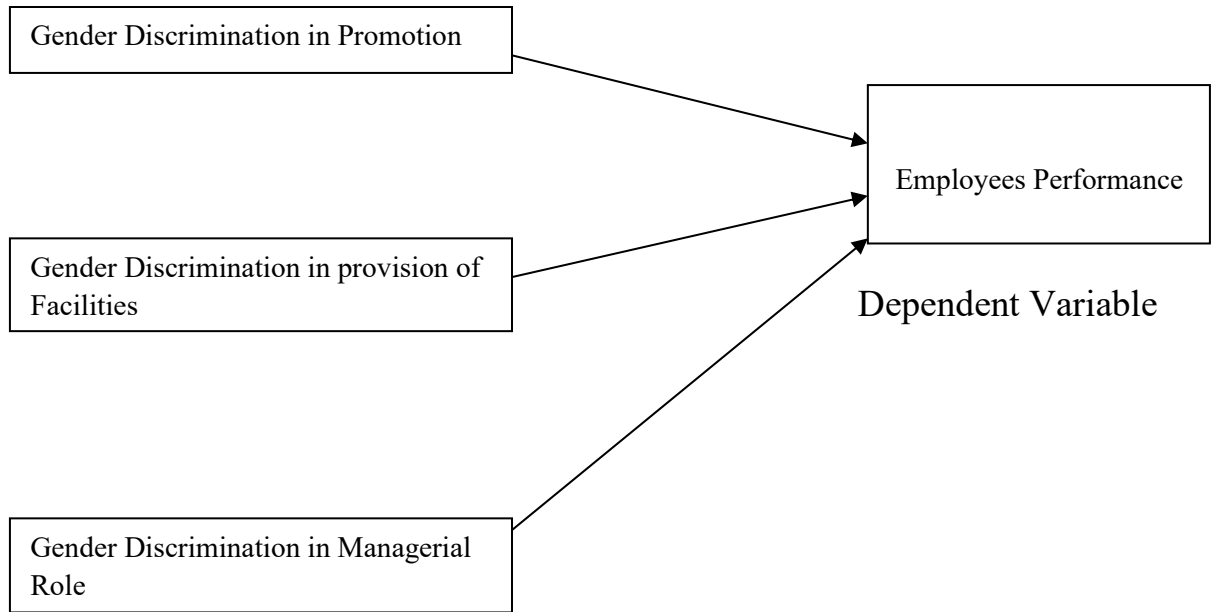 Gender Discrimination in Promotion
Employees Performance
Gender Discrimination in provision of
Facilities
Dependent Variable
Gender Discrimination in Managerial
Role